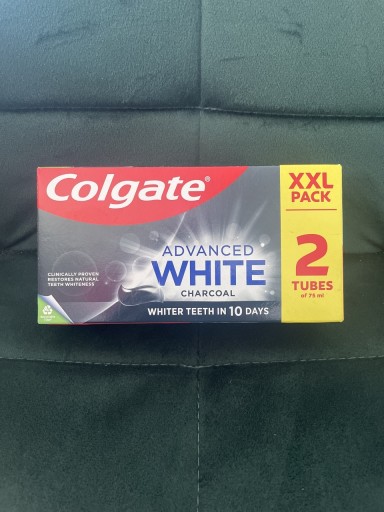 Colgate®
ADVANCED
WHITE
CHARCOAL
CLINICALLY PROVEN
RESTORES NATURAL
TEETH WHITENESS
WHITER TEETH IN 10 DAYS
XXL
PACK
2
TUBES
of 75 ml